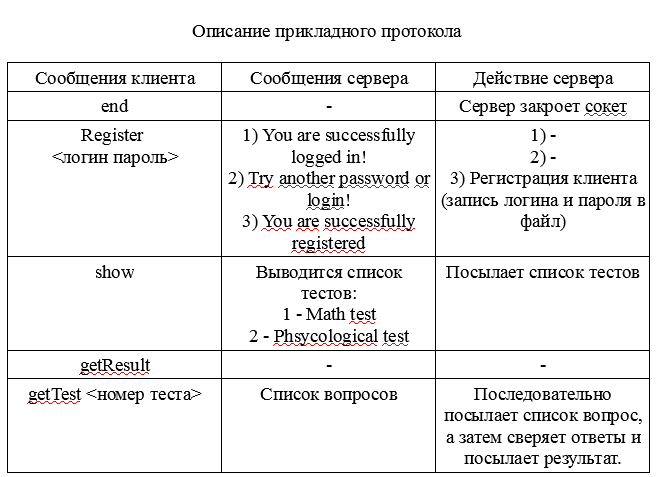 Описание прикладного протокола
Сообщения клиента
Сообщения сервера
Действие сервера
end
-
Сервер закроет сокет
Register
<логин пароль>
1) You are successfully
logged in!
2) Try another password or
login!
3) You are successfully
registered
1) -
2) -
3) Регистрация клиента
(запись логина и пароля в
файл)
show
Выводится список
тестов:
1 - Math test
2 - Phsycological test
Посылает список тестов
getResult
-
-
getTest <номер теста>
Список вопросов
Последовательно
посылает список вопрос,
а затем сверяет ответы и
посылает результат.